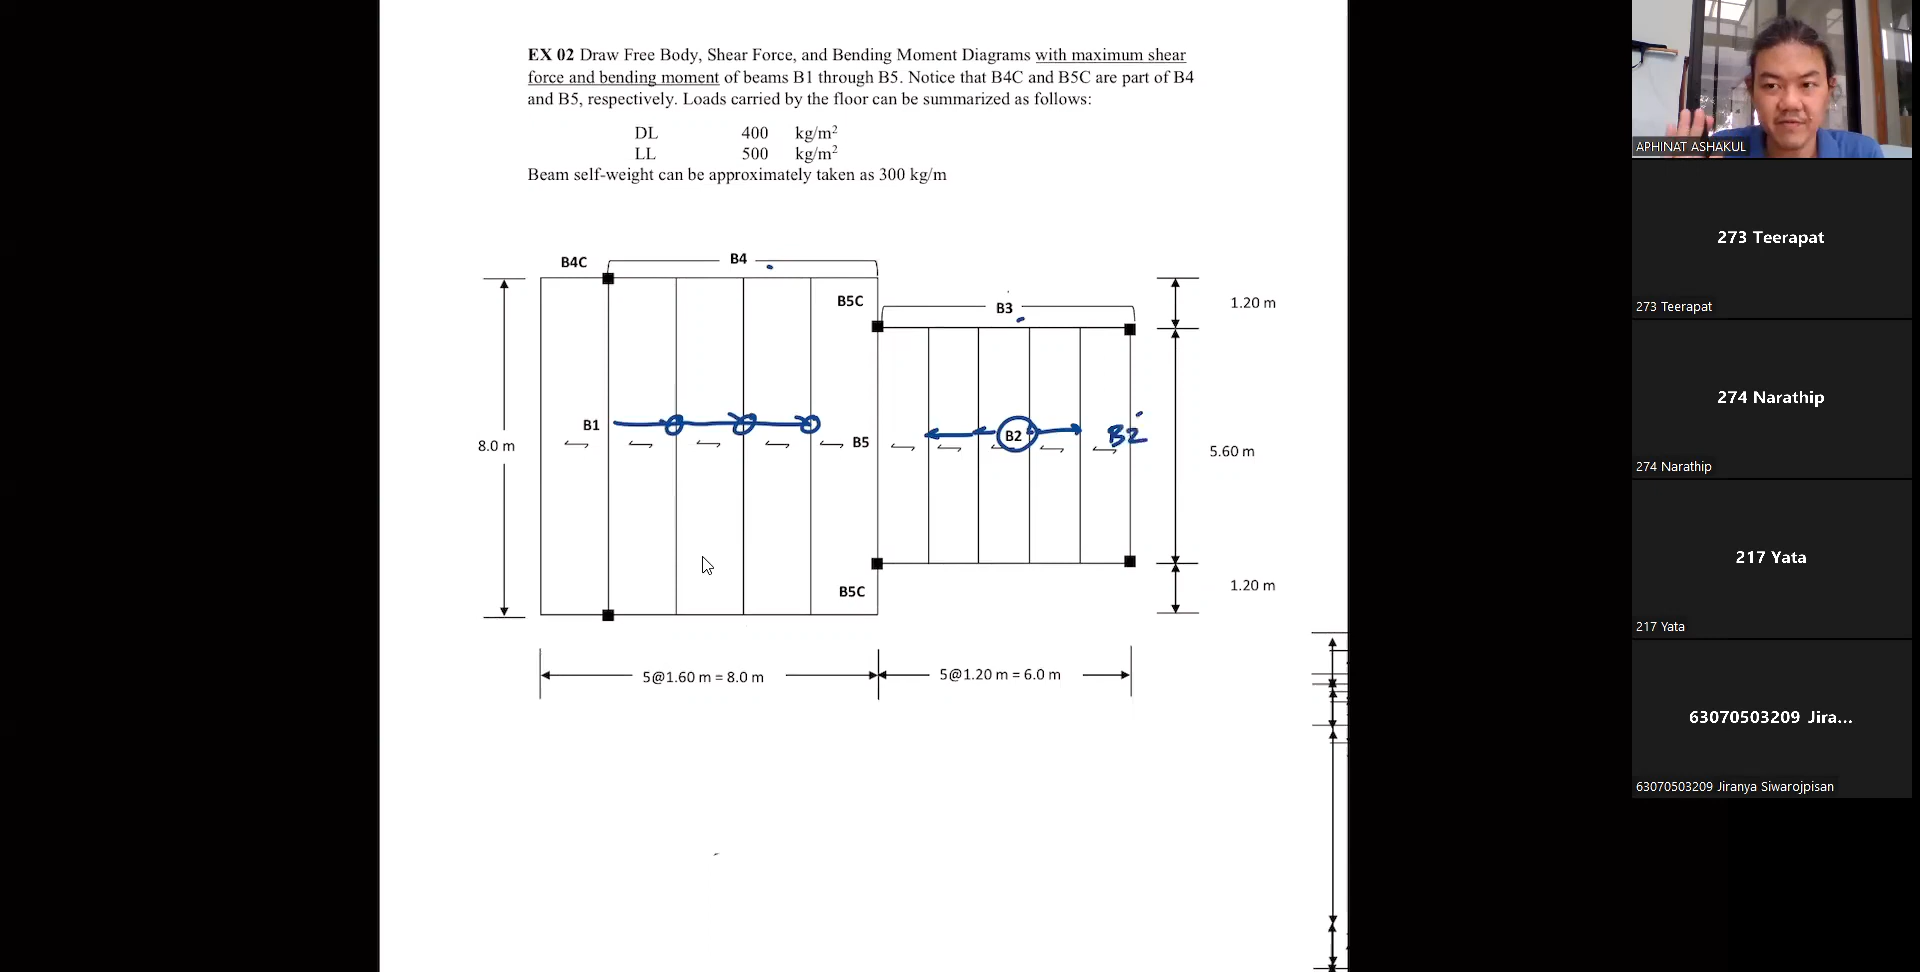 EX 02 Draw Free Body, Shear Force, and Bending Moment Diagrams with maximum shear
force and bending moment of beams B1 through B5. Notice that B4C and B5C are part of B4
and B5, respectively. Loads carried by the floor can be summarized as follows:
DL 400 kg/m²
LL 500 kg/m²
Beam self-weight can be approximately taken as 300 kg/m
B4C
B4
B5C
B3
1.20 m
B1
B5
B2
B2'
8.0 m
5.60 m
B5C
1.20 m
5@1.60 m = 8.0 m
5@1.20 m = 6.0 m
APHINAT ASHAKUL
273 Teerapat
273 Teerapat
274 Narathip
274 Narathip
217 Yata
217 Yata
63070503209 Jira...
63070503209 Jiranya Siwarojpisan